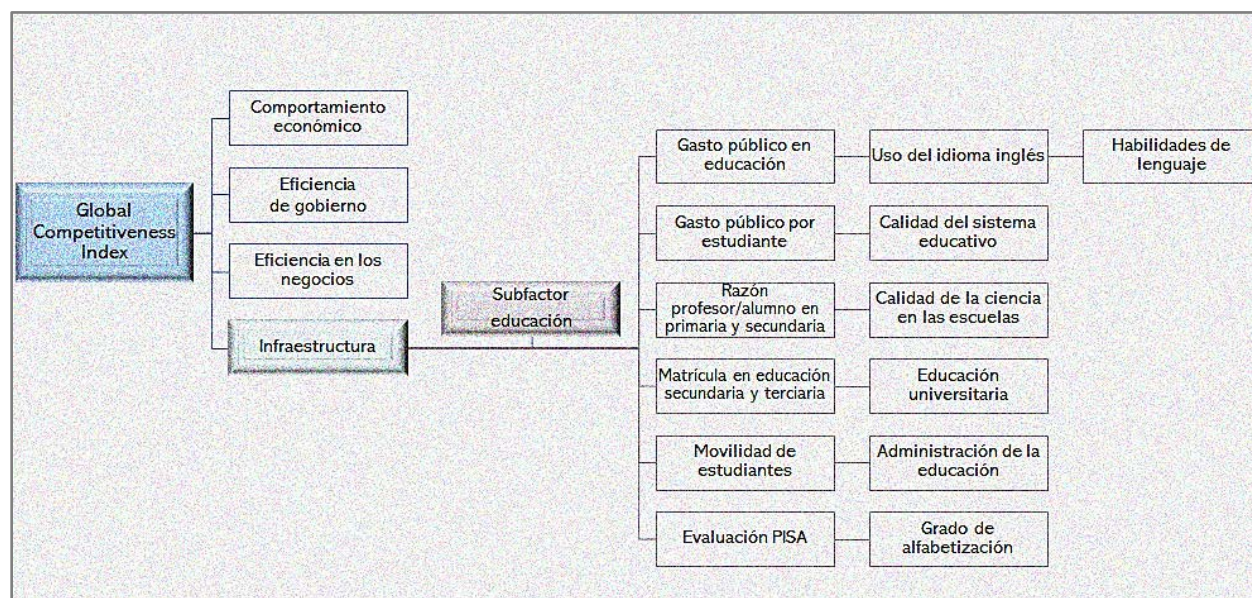 Global
Competitiveness
Index
Comportamiento
económico
Eficiencia
de gobierno
Eficiencia en los
negocios
Infraestructura
Subfactor
educación
Gasto público en
educación
Uso del idioma inglés
Habilidades de
lenguaje
Gasto público por
estudiante
Calidad del sistema
educativo
Razón
profesor/alumno en
primaria y secundaria
Calidad de la ciencia
en las escuelas
Matrícula en educación
secundaria y terciaria
Educación
universitaria
Movilidad de
estudiantes
Administración de la
educación
Evaluación PISA
Grado de
alfabetización